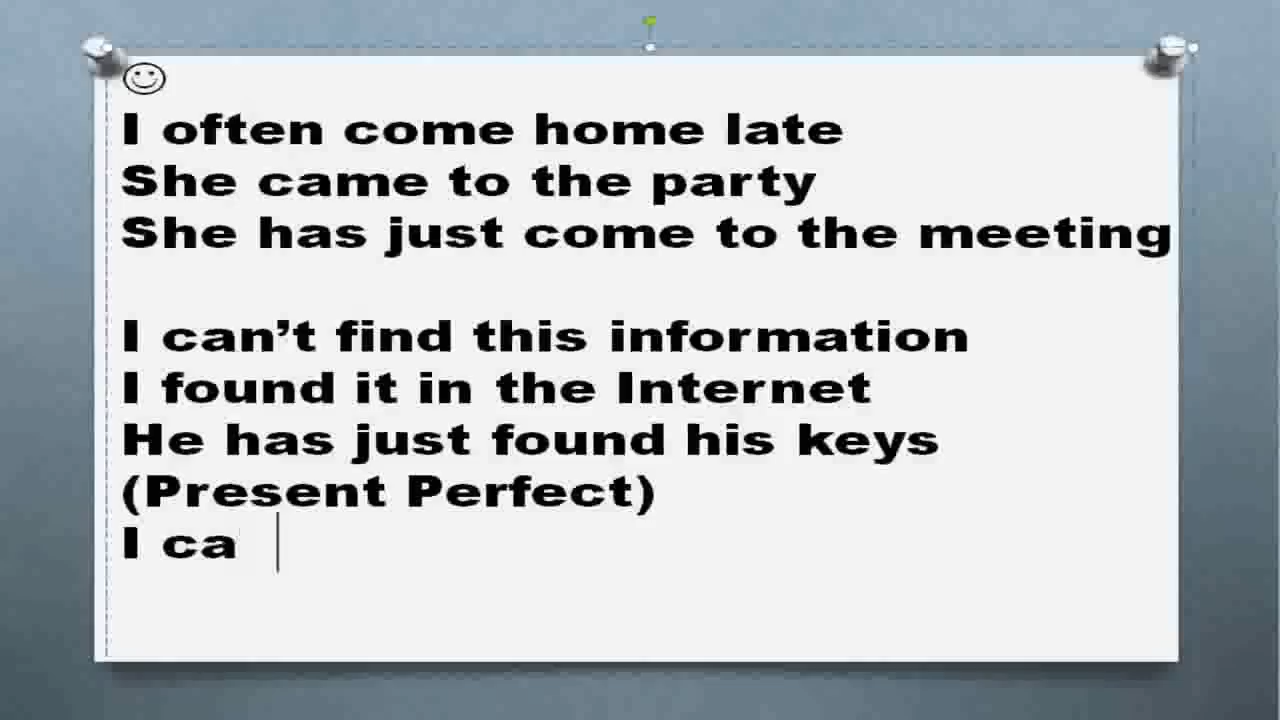 I often come home late
She came to the party
She has just come to the meeting
I can’t find this information
I found it in the Internet
He has just found his keys
(Present Perfect)
I ca